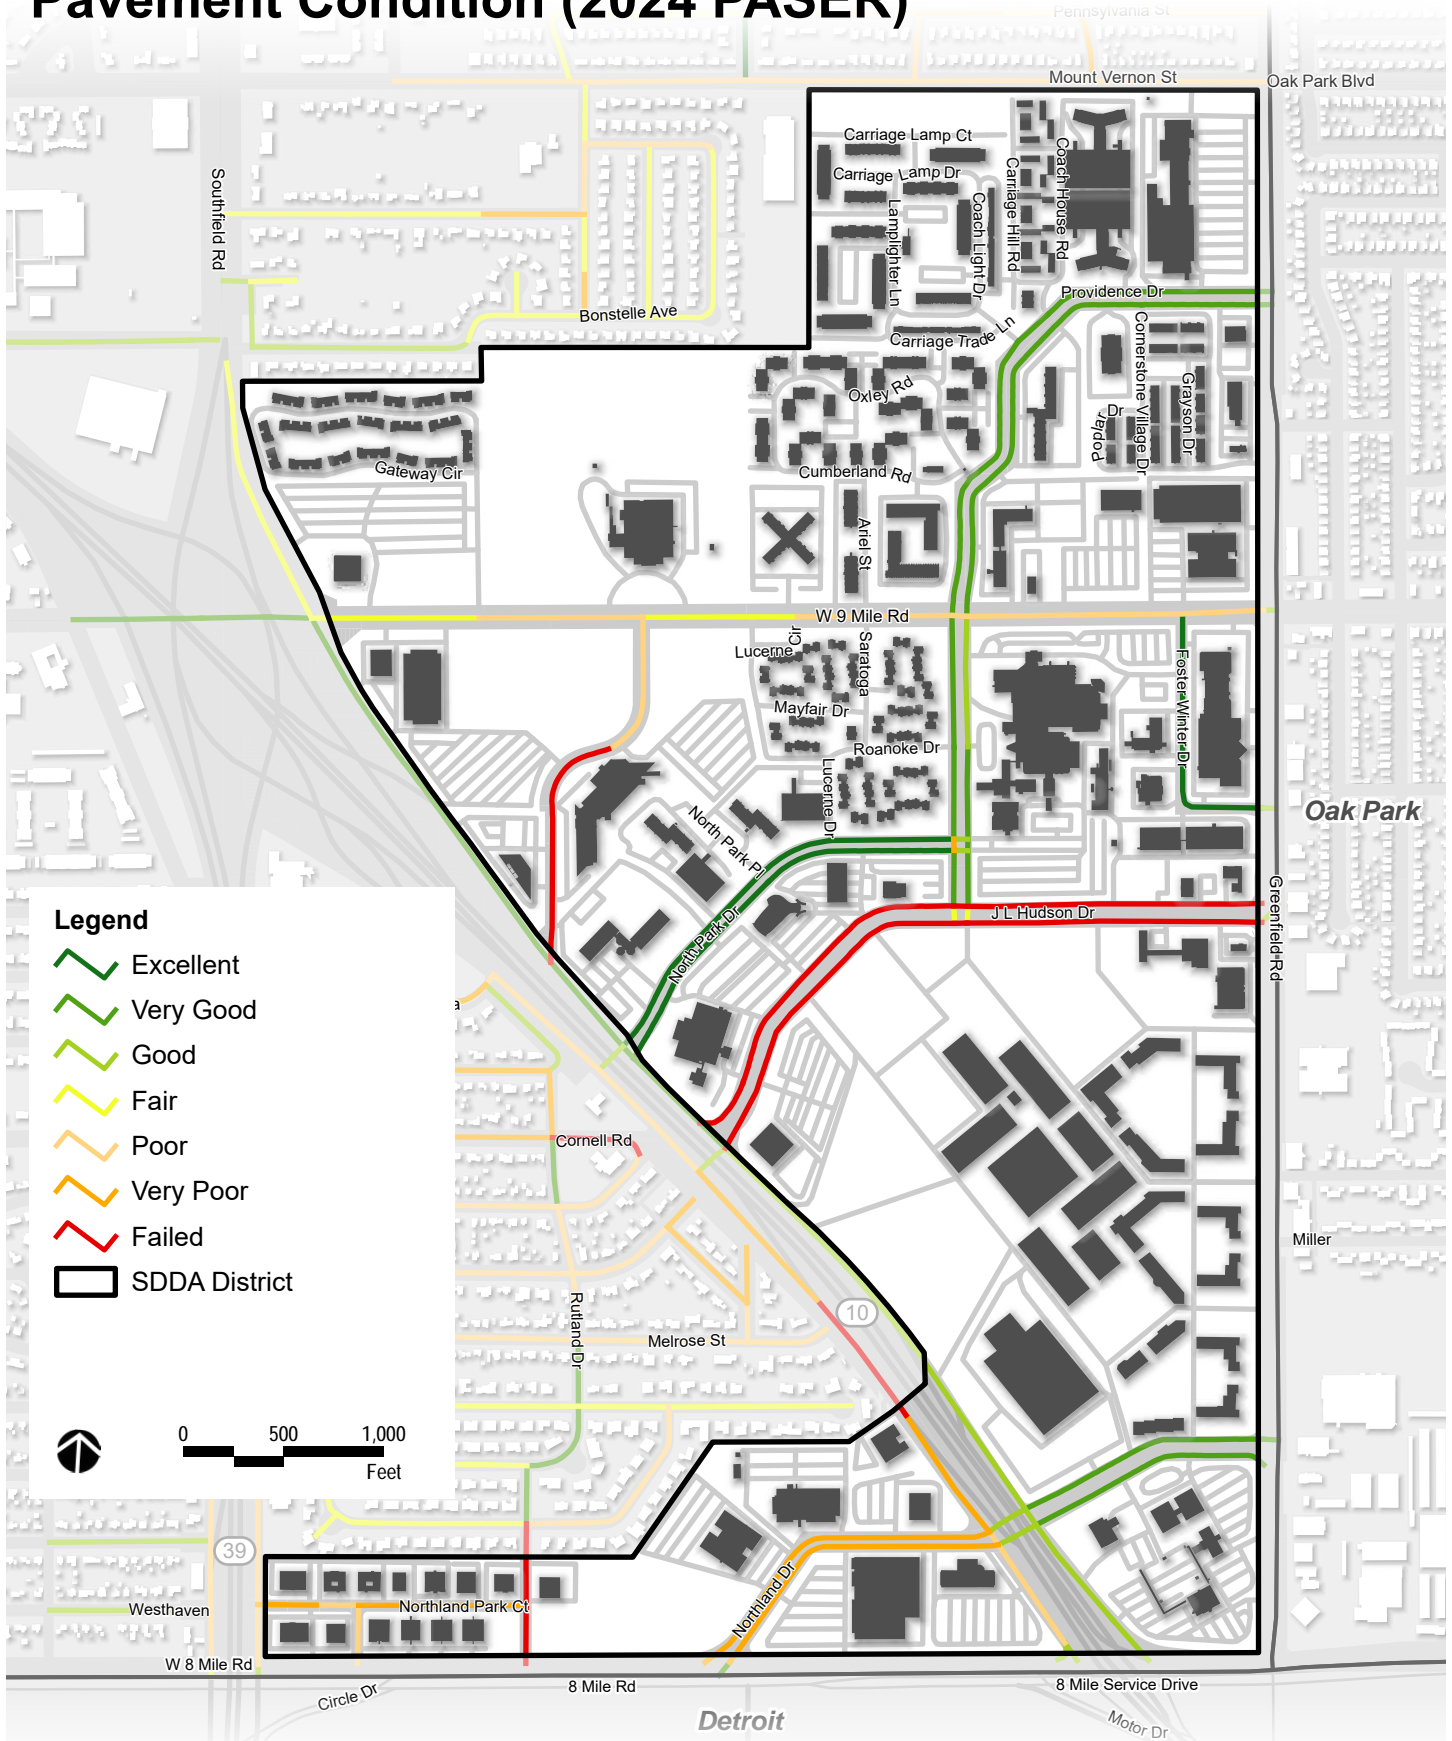 Pavement Condition (2024 PASER)
Pennsylvania St
Mount Vernon St
Oak Park Blvd
Carriage Lamp Ct
Carriage Lamp Dr
Southfield Rd
Lamplighter Ln
Coach Light Dr
Carriage Hill Rd
Coach House Rd
Providence Dr
Bonstelle Ave
Carriage Trade Ln
Cornerstone Village Dr
Grayson Dr
Poplar Dr
Oxley Rd
Gateway Cir
Cumberland Rd
Ariel St
W 9 Mile Rd
Lucerne Cir
Saratoga
Mayfair Dr
Roanoke Dr
Lucerne Dr
Foster Winter Dr
Oak Park
North Park Pl
North Park Dr
J L Hudson Dr
Greenfield Rd
Legend
Excellent
Very Good
Good
Fair
Poor
Very Poor
Failed
SDDA District
0 500 1,000
Feet
a
Cornell Rd
Miller
Rutland Dr
10
Melrose St
39
Westhaven
Northland Park Ct
Northland Dr
W 8 Mile Rd
8 Mile Rd
8 Mile Service Drive
Circle Dr
Detroit
Motor Dr